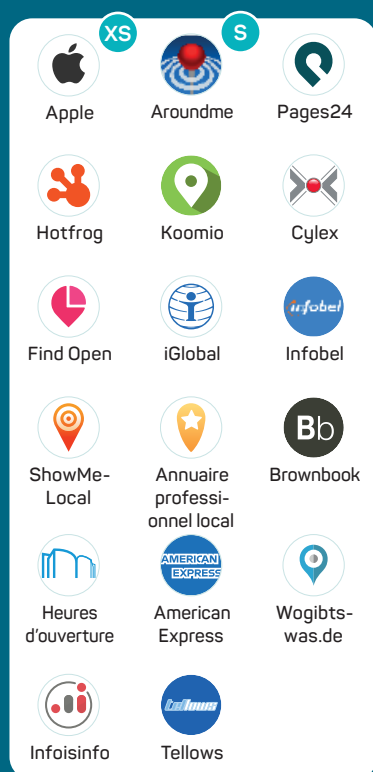 XS
S
Apple
Aroundme
Pages24
Hotfrog
Koomio
Cylex
Find Open
iGlobal
infobel
Infobel
ShowMe-
Local
Annuaire
professi-
onnel local
Bb
Brownbook
Heures
d'ouverture
AMERICAN
EXPRESS
American
Express
Wogibts-
was.de
Infoisinfo
tellows
Tellows